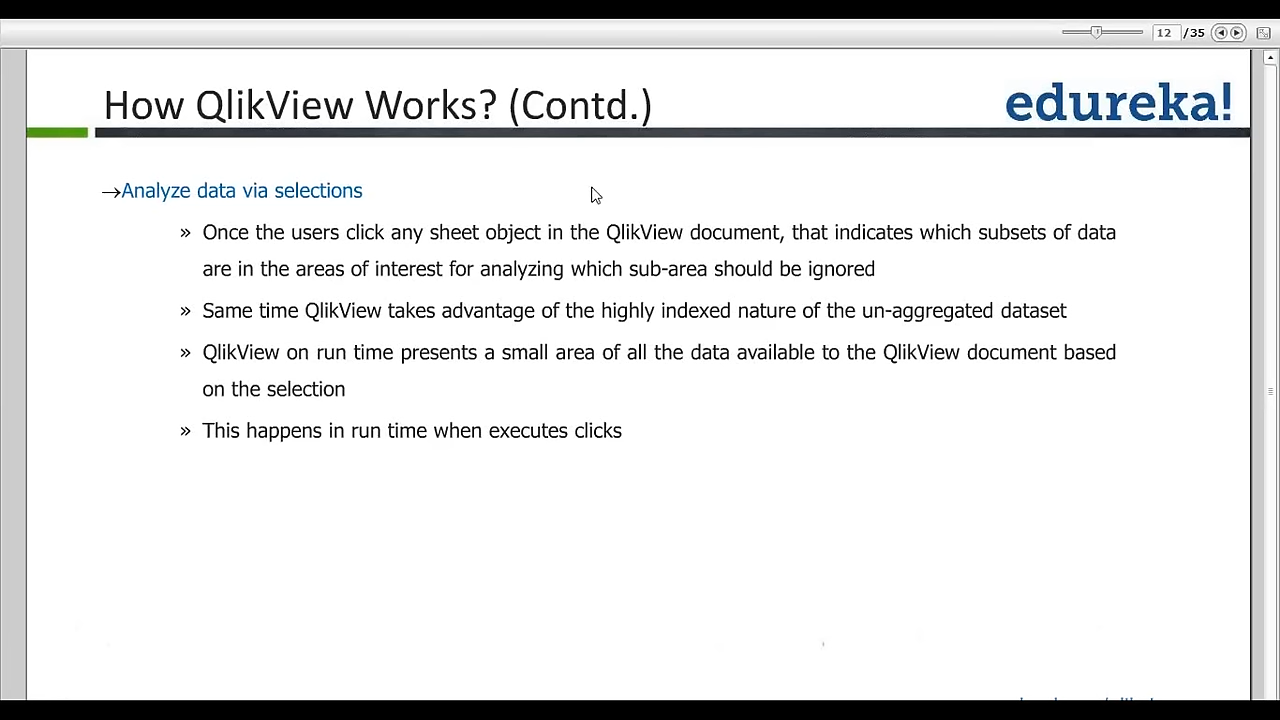 12 /35
How QlikView Works? (Contd.)
edureka!
→Analyze data via selections
» Once the users click any sheet object in the QlikView document, that indicates which subsets of data
are in the areas of interest for analyzing which sub-area should be ignored
» Same time QlikView takes advantage of the highly indexed nature of the un-aggregated dataset
» QlikView on run time presents a small area of all the data available to the QlikView document based
on the selection
» This happens in run time when executes clicks